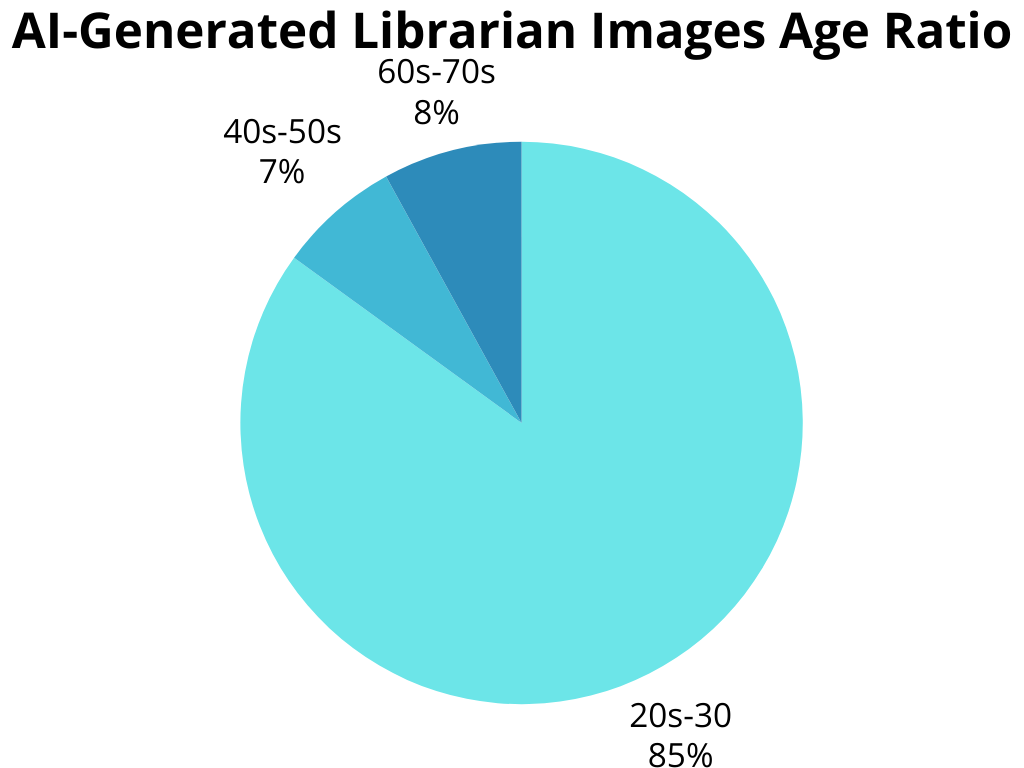 AI-Generated Librarian Images Age Ratio
60s-70s
8%
40s-50s
7%
20s-30
85%